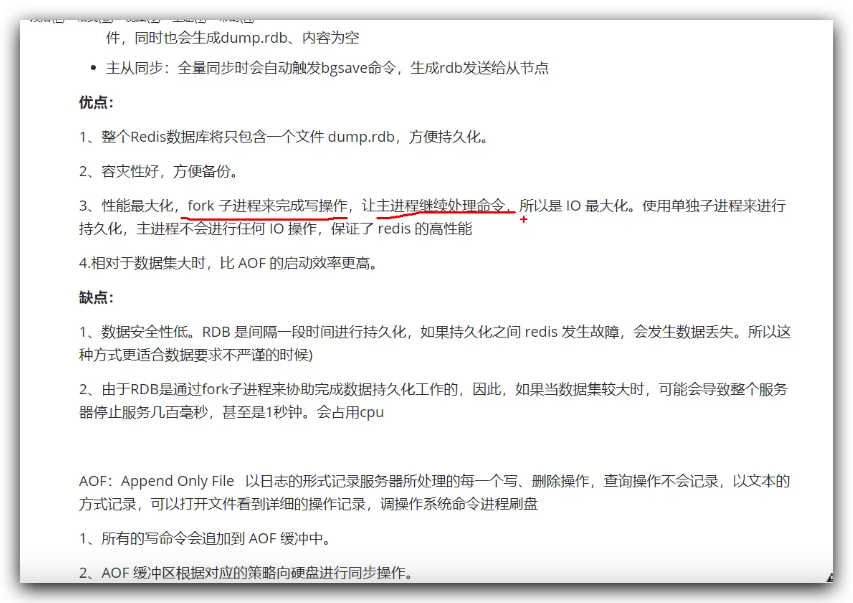 件，同时也会生成dump.rdb、内容为空
• 主从同步：全量同步时会自动触发bgsave命令，生成rdb发送给从节点
优点：
1、整个Redis数据库将只包含一个文件 dump.rdb，方便持久化。
2、容灾性好，方便备份。
3、性能最大化，fork 子进程来完成写操作，让主进程继续处理命令，所以是 IO 最大化。使用单独子进程来进行
持久化，主进程不会进行任何 IO 操作，保证了 redis 的高性能
4.相对于数据集大时，比 AOF 的启动效率更高。
缺点：
1、数据安全性低。RDB 是间隔一段时间进行持久化，如果持久化之间 redis 发生故障，会发生数据丢失。所以这
种方式更适合数据要求不严谨的时候)
2、由于RDB是通过fork子进程来协助完成数据持久化工作的，因此，如果当数据集较大时，可能会导致整个服务
器停止服务几百毫秒，甚至是1秒钟。会占用cpu
AOF：Append Only File 以日志的形式记录服务器所处理的每一个写、删除操作，查询操作不会记录，以文本的
方式记录，可以打开文件看到详细的操作记录，调操作系统命令进程刷盘
1、所有的写命令会追加到 AOF 缓冲中。
2、AOF 缓冲区根据对应的策略向硬盘进行同步操作。